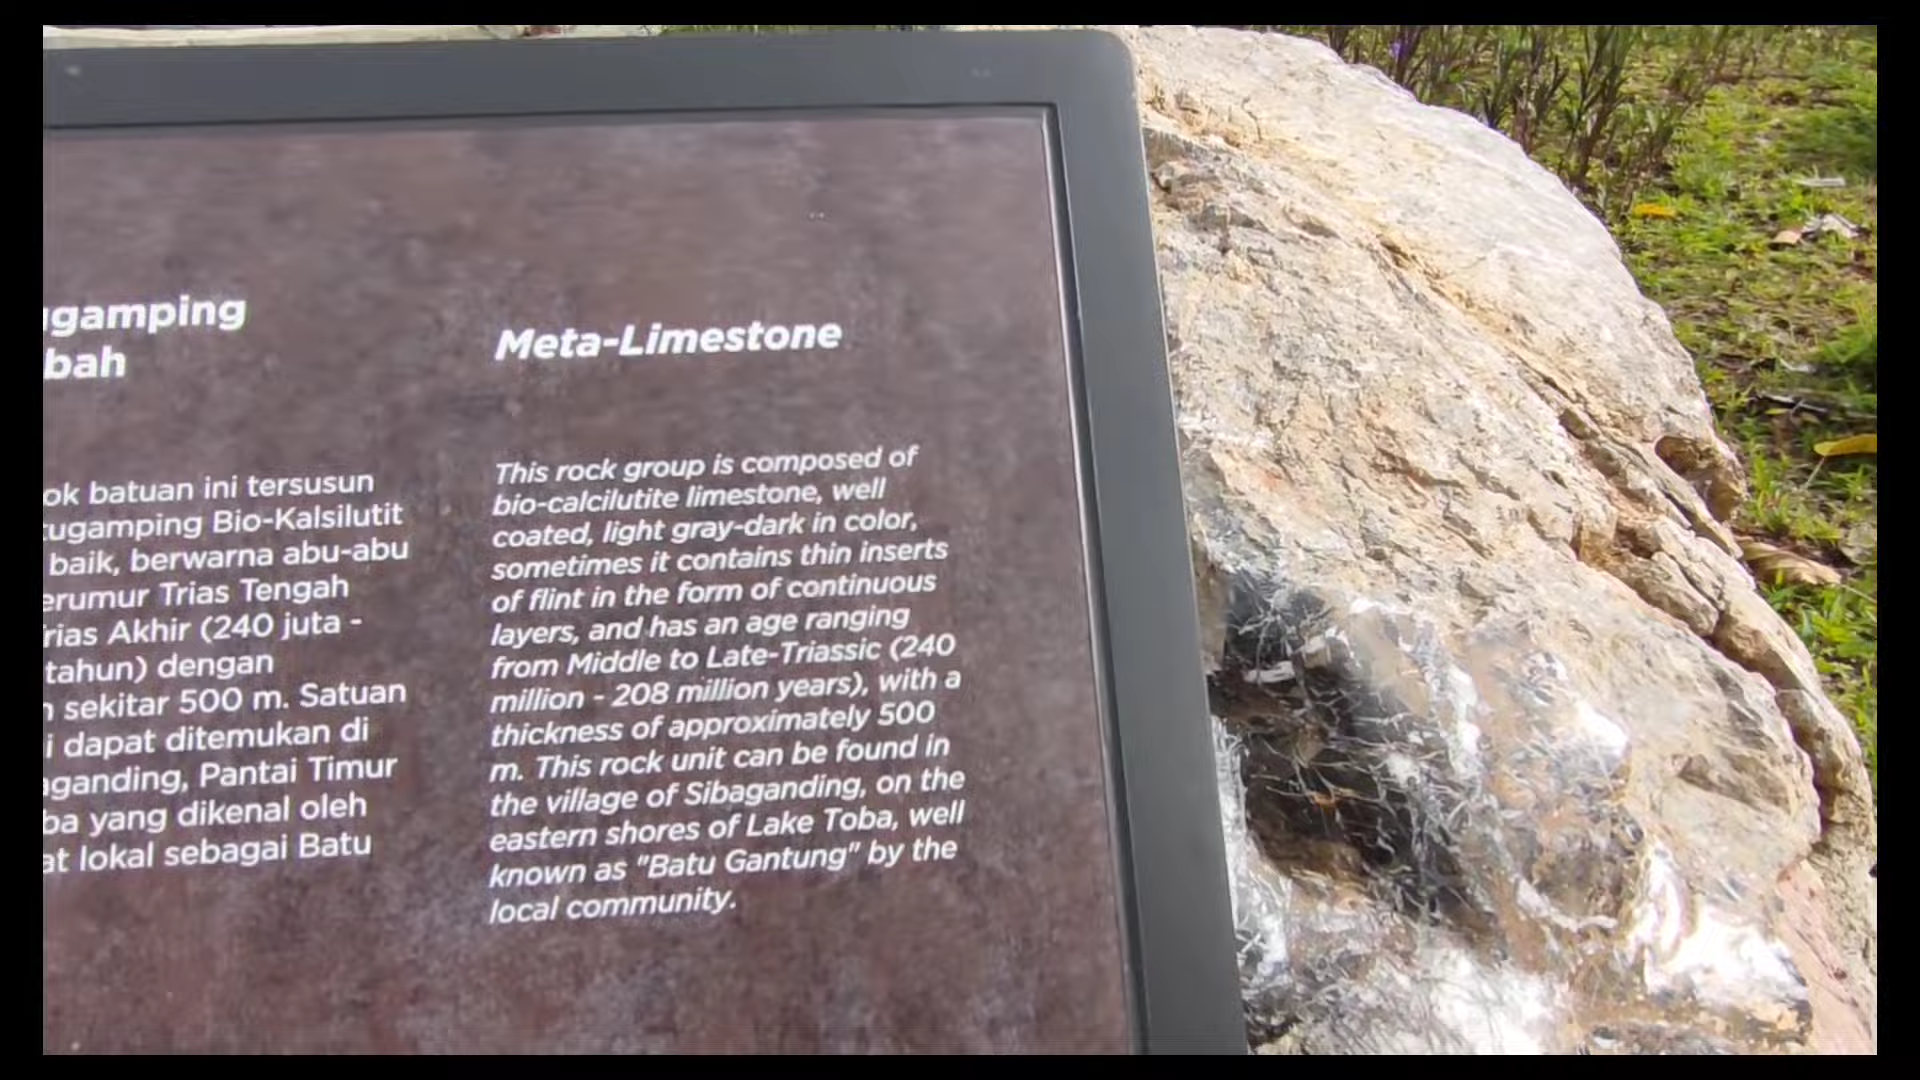 gamping
bah
ok batuan ini tersusun
ugamping Bio-Kalsilutit
baik, berwarna abu-abu
erumur Trias Tengah
rias Akhir (240 juta -
tahun) dengan
sekitar 500 m. Satuan
i dapat ditemukan di
ganding, Pantai Timur
ba yang dikenal oleh
at lokal sebagai Batu
Meta-Limestone
This rock group is composed of
bio-calcilutite limestone, well
coated, light gray-dark in color,
sometimes it contains thin inserts
of flint in the form of continuous
layers, and has an age ranging
from Middle to Late-Triassic (240
million - 208 million years), with a
thickness of approximately 500
m. This rock unit can be found in
the village of Sibaganding, on the
eastern shores of Lake Toba, well
known as "Batu Gantung" by the
local community.